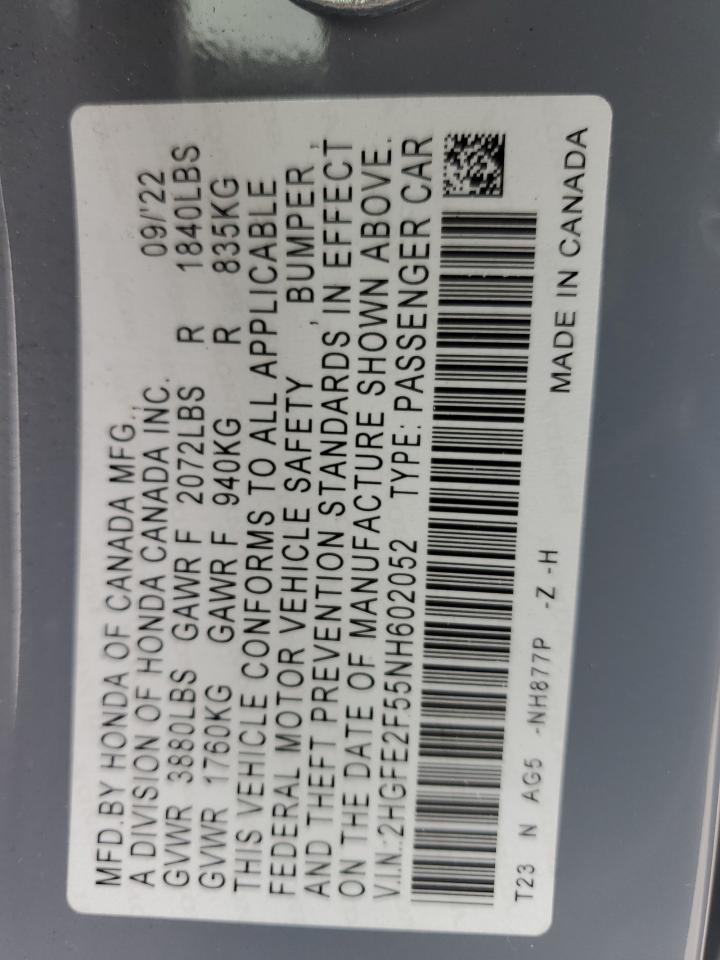 MFD.BY HONDA OF CANADA MFG.,
A DIVISION OF HONDA CANADA INC. 09/'22
GVWR 3880LBS GAWR F 2072LBS R 1840LBS
GVWR 1760KG GAWR F 940KG R 835KG
THIS VEHICLE CONFORMS TO ALL APPLICABLE
FEDERAL MOTOR VEHICLE SAFETY , BUMPER ,
AND THEFT PREVENTION STANDARDS IN EFFECT
ON THE DATE OF MANUFACTURE SHOWN ABOVE.
V.I.N.:2HGFE2F55NH602052 TYPE: PASSENGER CAR
T23 N AG5 -NH877P -Z -H
MADE IN CANADA